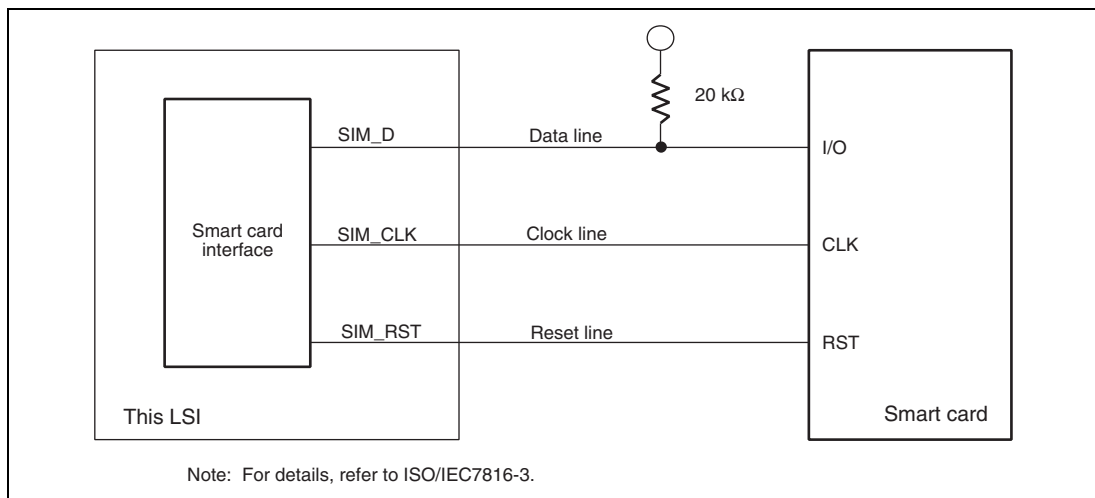 20 kΩ
SIM_D
Data line
I/O
Smart card
interface
SIM_CLK
Clock line
CLK
SIM_RST
Reset line
RST
This LSI
Smart card
Note: For details, refer to ISO/IEC7816-3.